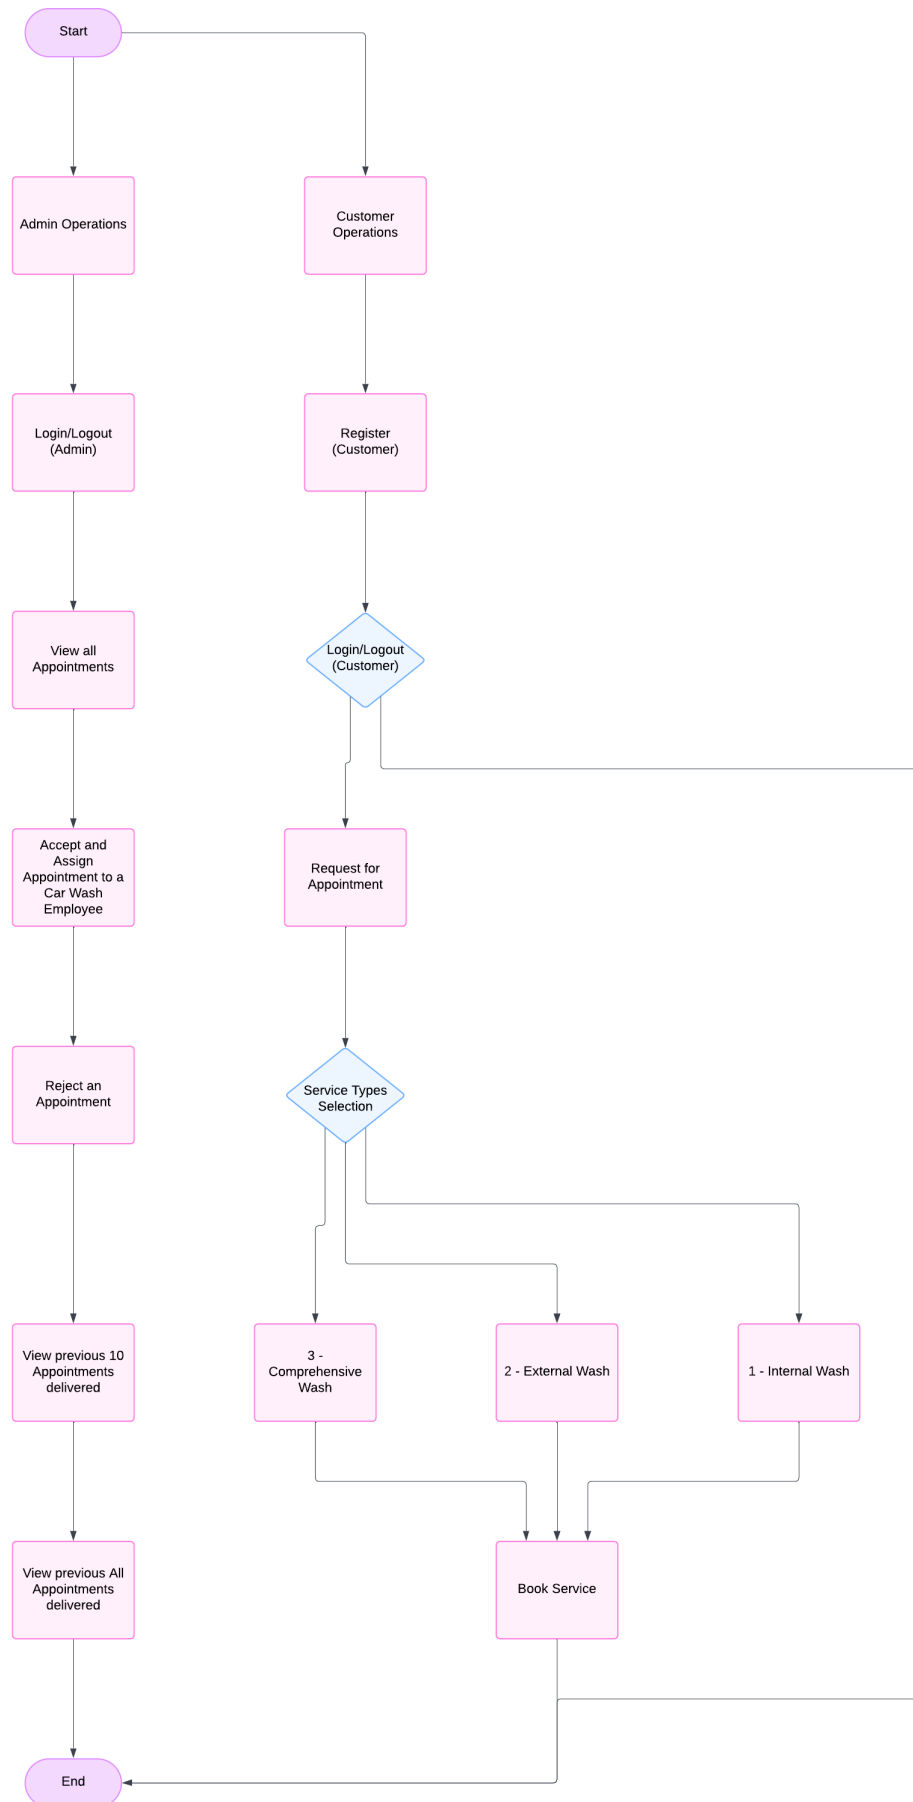 Start
Admin Operations
Customer
Operations
Login/Logout
(Admin)
Register
(Customer)
View all
Appointments
Login/Logout
(Customer)
Accept and
Assign
Appointment to a
Car Wash
Employee
Request for
Appointment
Reject an
Appointment
Service Types
Selection
View previous 10
Appointments
delivered
3 -
Comprehensive
Wash
2 - External Wash
1 - Internal Wash
View previous All
Appointments
delivered
Book Service
End